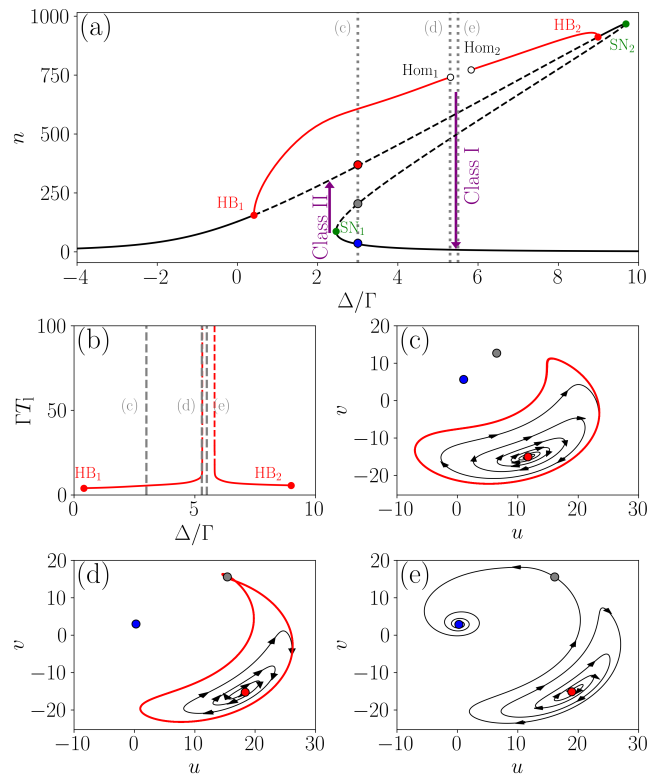 (a)
(c)
(d)
(e)
1000
750
500
250
0
n
HB₁
HB₂
Hom₁
Hom₂
SN₁
SN₂
Class II
Class I
−4
−2
0
2
4
6
8
10
Δ/Γ
(b)
100
50
0
ΓT₁
(c)
(d)
(e)
HB₁
HB₂
0
5
10
Δ/Γ
(c)
20
10
0
−10
−20
v
−10
0
10
20
30
u
(d)
20
10
0
−10
−20
v
−10
0
10
20
30
u
(e)
20
10
0
−10
−20
v
−10
0
10
20
30
u